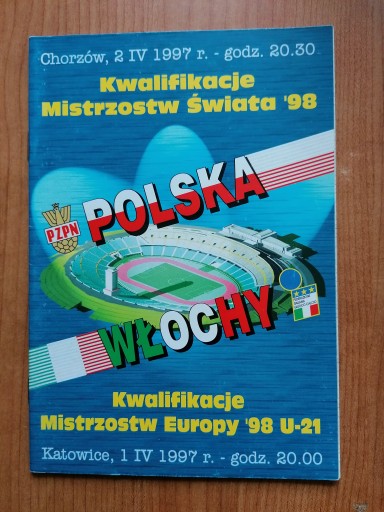 Chorzów, 2 IV 1997 r. - godz. 20.30
Kwalifikacje
Mistrzostw Świata '98
PZPN
POLSKA
WŁOCHY
Kwalifikacje
Mistrzostw Europy '98 U-21
Katowice, 1 IV 1997 r. - godz. 20.00